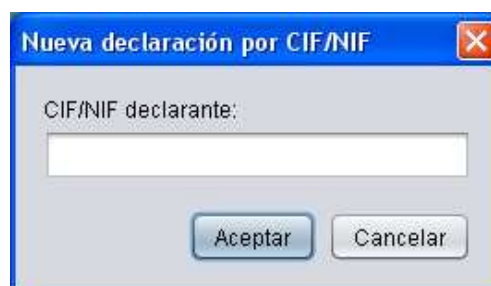 Nueva declaración por CIF/NIF
CIF/NIF declarante:
Aceptar Cancelar